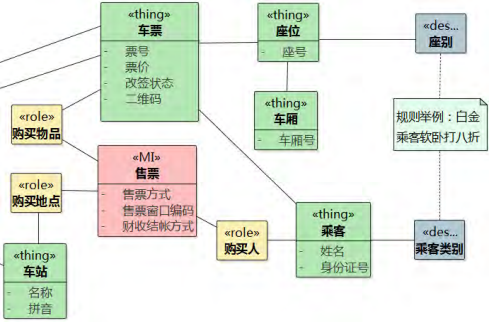 «thing»
车票
- 票号
- 票价
- 改签状态
- 二维码
«thing»
座位
- 座号
«des...
座别
«thing»
车厢
- 车厢号
规则举例：白金
乘客软卧打八折
«role»
购买物品
«MI»
售票
- 售票方式
- 售票窗口编码
- 财收结帐方式
«role»
购买地点
«thing»
车站
- 名称
- 拼音
«role»
购买人
«thing»
乘客
- 姓名
- 身份证号
«des...
乘客类别